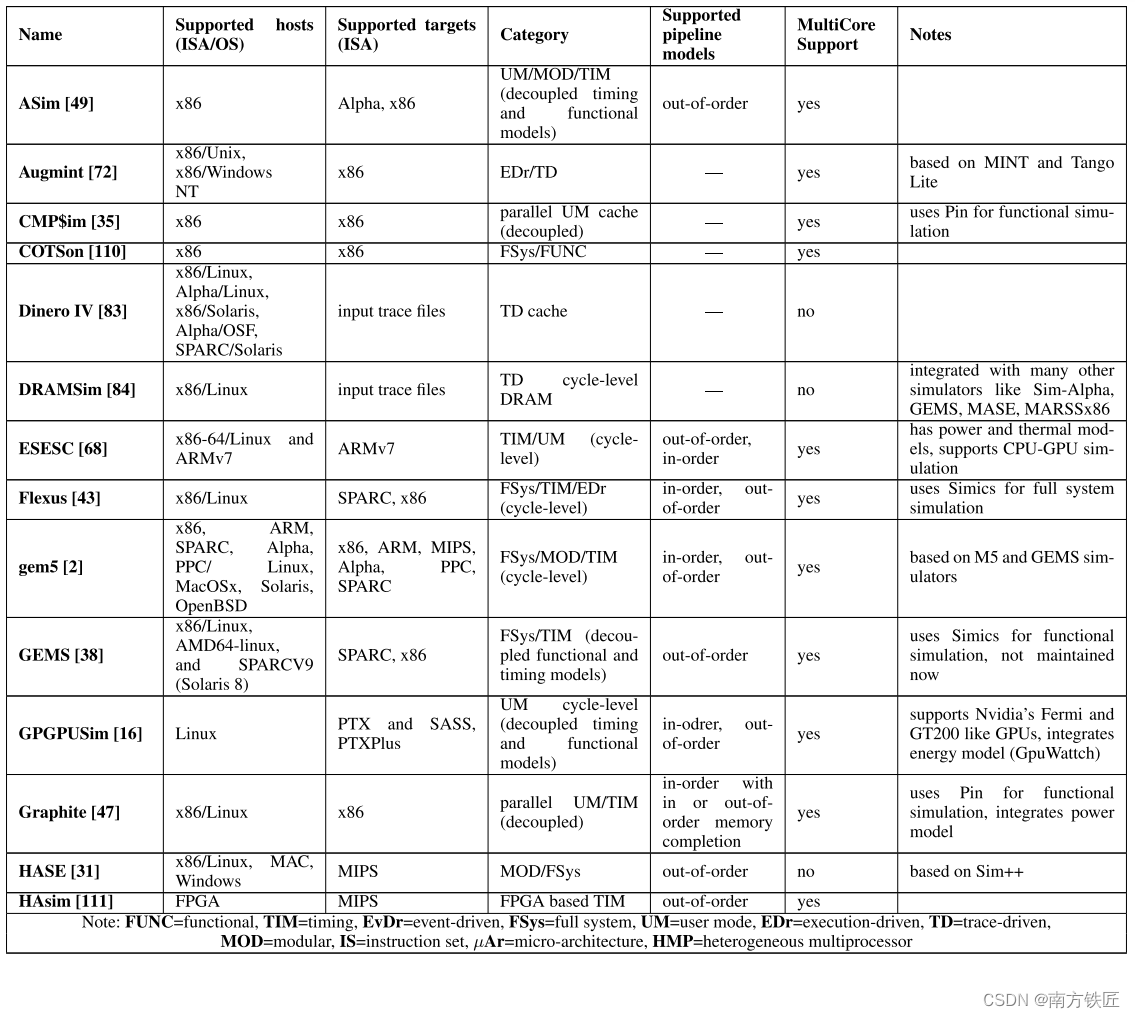 Name
Supported hosts
(ISA/OS)
Supported targets
(ISA)
Category
Supported
pipeline
models
MultiCore
Support
Notes
ASim [49]
x86
Alpha, x86
UM/MOD/TIM
(decoupled timing
and functional
models)
out-of-order
yes
Augmint [72]
x86/Unix,
x86/Windows
NT
x86
EDr/TD
—
yes
based on MINT and Tango
Lite
CMP$im [35]
x86
x86
parallel UM cache
(decoupled)
—
yes
uses Pin for functional simu-
lation
COTSon [110]
x86
x86
FSys/FUNC
—
yes
Dinero IV [83]
x86/Linux,
Alpha/Linux,
x86/Solaris,
Alpha/OSF,
SPARC/Solaris
input trace files
TD cache
—
no
DRAMSim [84]
x86/Linux
input trace files
TD cycle-level
DRAM
—
no
integrated with many other
simulators like Sim-Alpha,
GEMS, MASE, MARSSx86
ESESC [68]
x86-64/Linux and
ARMv7
ARMv7
TIM/UM (cycle-
level)
out-of-order,
in-order
yes
has power and thermal mod-
els, supports CPU-GPU sim-
ulation
Flexus [43]
x86/Linux
SPARC, x86
FSys/TIM/EDr
(cycle-level)
in-order, out-
of-order
yes
uses Simics for full system
simulation
gem5 [2]
x86, ARM,
SPARC, Alpha,
PPC/ Linux,
MacOSx, Solaris,
OpenBSD
x86, ARM, MIPS,
Alpha, PPC,
SPARC
FSys/MOD/TIM
(cycle-level)
in-order, out-
of-order
yes
based on M5 and GEMS sim-
ulators
GEMS [38]
x86/Linux,
AMD64-linux,
and SPARCV9
(Solaris 8)
SPARC, x86
FSys/TIM (decou-
pled functional and
timing models)
out-of-order
yes
uses Simics for functional
simulation, not maintained
now
GPGPUSim [16]
Linux
PTX and SASS,
PTXPlus
UM cycle-level
(decoupled timing
and functional
models)
in-odrer, out-
of-order
yes
supports Nvidia's Fermi and
GT200 like GPUs, integrates
energy model (GpuWattch)
Graphite [47]
x86/Linux
x86
parallel UM/TIM
(decoupled)
in-order with
in or out-of-
order memory
completion
yes
uses Pin for functional
simulation, integrates power
model
HASE [31]
x86/Linux, MAC,
Windows
MIPS
MOD/FSys
out-of-order
no
based on Sim++
HAsim [111]
FPGA
MIPS
FPGA based TIM
out-of-order
yes
Note: FUNC=functional, TIM=timing, EvDr=event-driven, FSys=full system, UM=user mode, EDr=execution-driven, TD=trace-driven,
MOD=modular, IS=instruction set, μAr=micro-architecture, HMP=heterogeneous multiprocessor
CSDN @南方铁匠